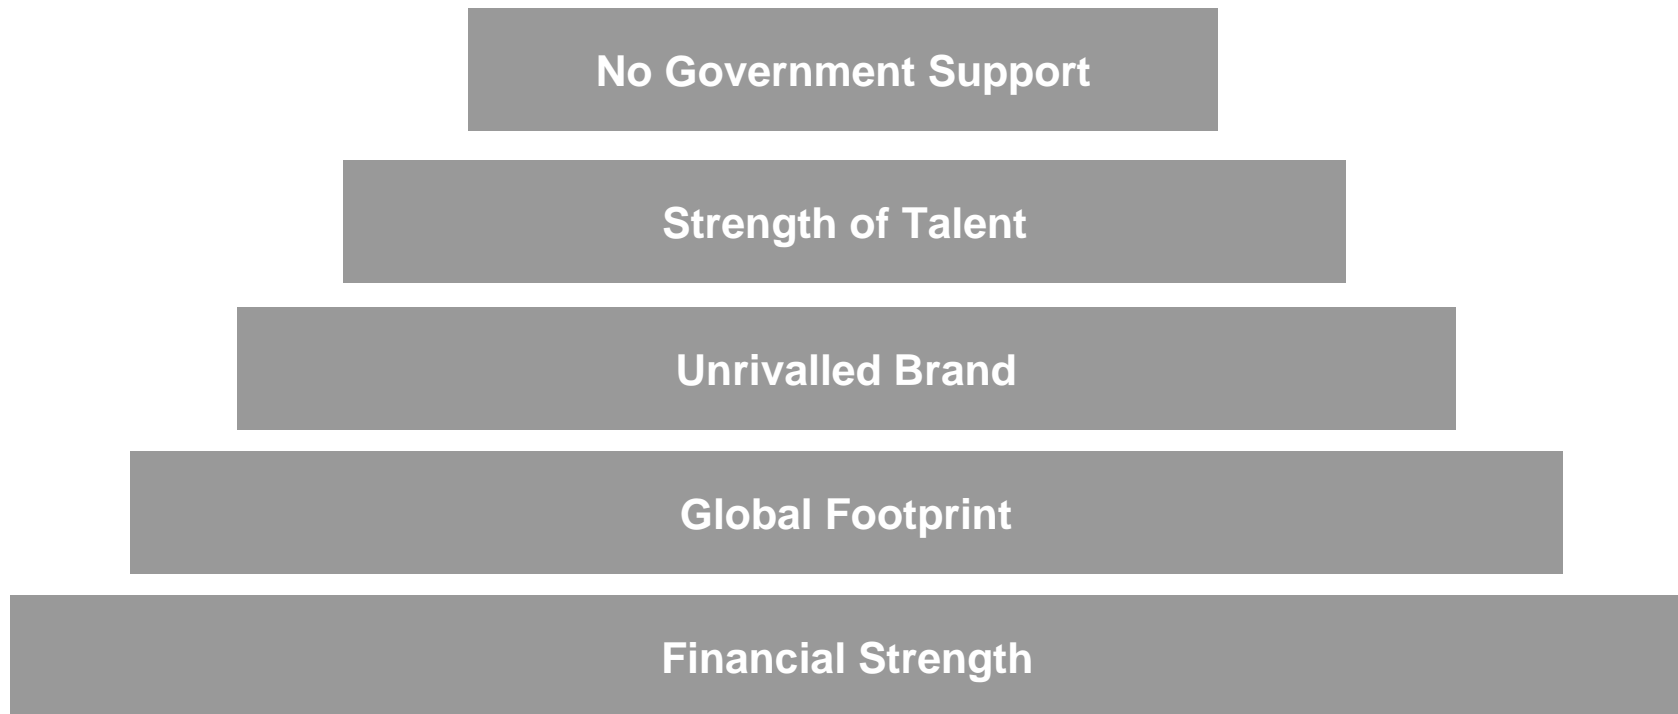 No Government Support
Strength of Talent
Unrivalled Brand
Global Footprint
Financial Strength